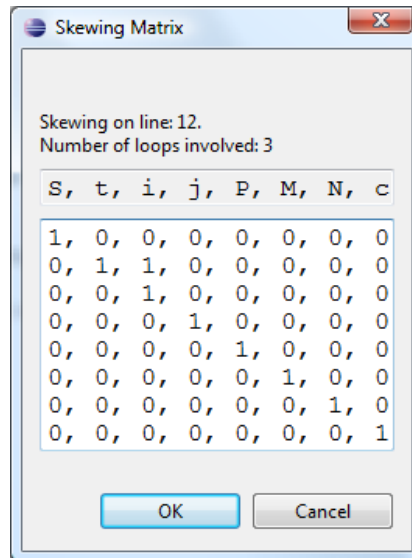 Skewing Matrix
Skewing on line: 12.
Number of loops involved: 3
S, t, i, j, P, M, N, c
1, 0, 0, 0, 0, 0, 0, 0
0, 1, 1, 0, 0, 0, 0, 0
0, 0, 1, 0, 0, 0, 0, 0
0, 0, 0, 1, 0, 0, 0, 0
0, 0, 0, 0, 1, 0, 0, 0
0, 0, 0, 0, 0, 1, 0, 0
0, 0, 0, 0, 0, 0, 1, 0
0, 0, 0, 0, 0, 0, 0, 1
OK Cancel